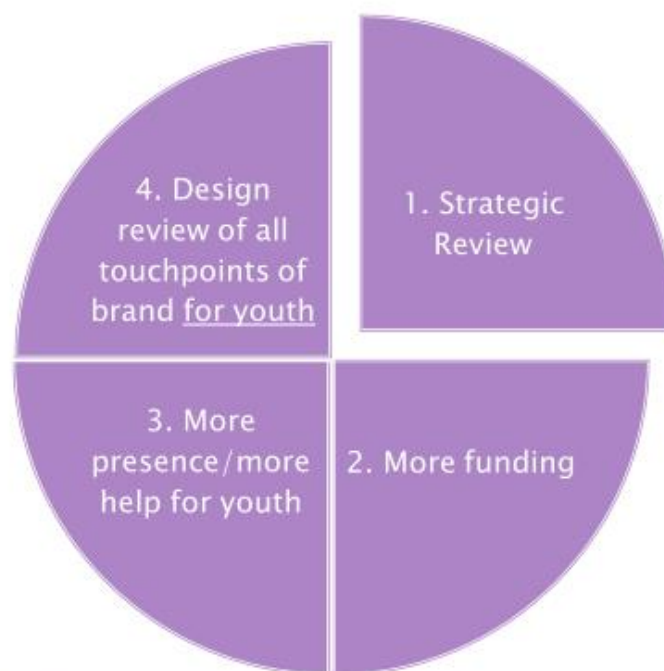 1. Strategic
Review
2. More funding
3. More
presence/more
help for youth
4. Design
review of all
touchpoints of
brand for youth